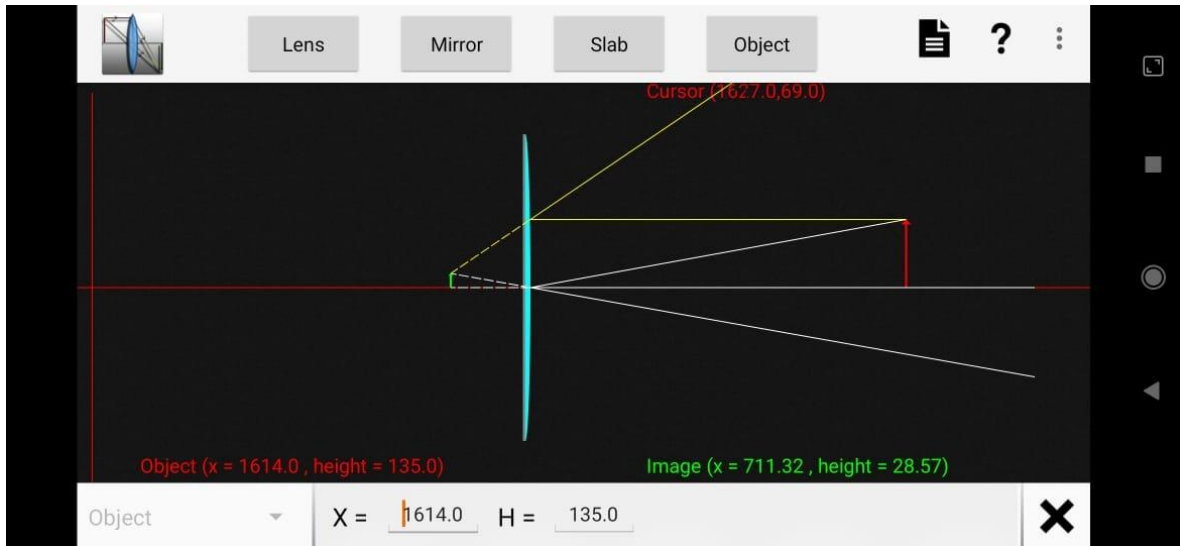 Lens Mirror Slab Object ?
Cursor (1627.0,69.0)
Object (x = 1614.0 , height = 135.0) Image (x = 711.32 , height = 28.57)
Object X = 1614.0 H = 135.0